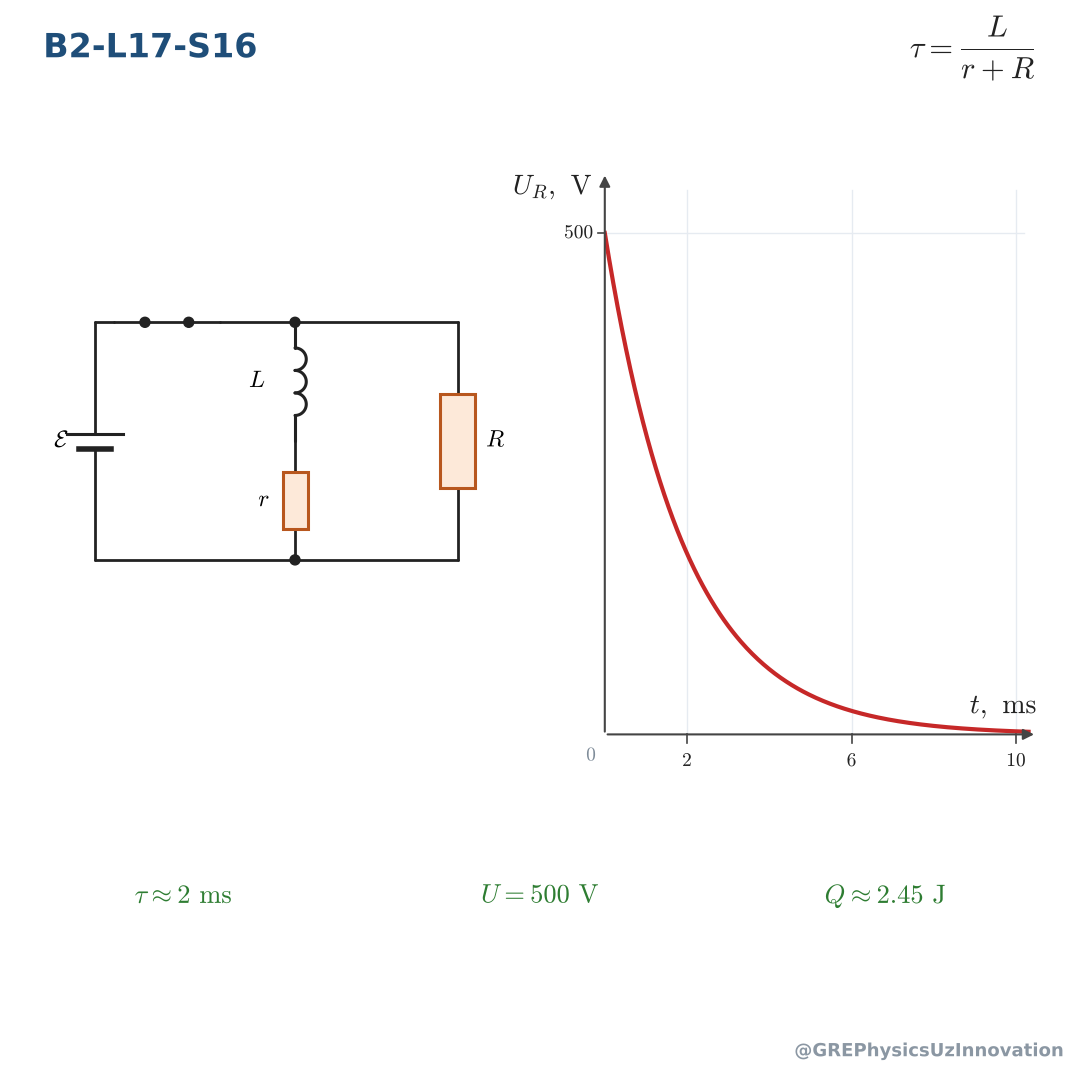 B2-L17-S16
τ = L / (r + R)
U_R, V
500
L
ℰ
R
r
t, ms
0
2 6 10
τ ≈ 2 ms
U = 500 V
Q ≈ 2.45 J
@GREPhysicsUzInnovation